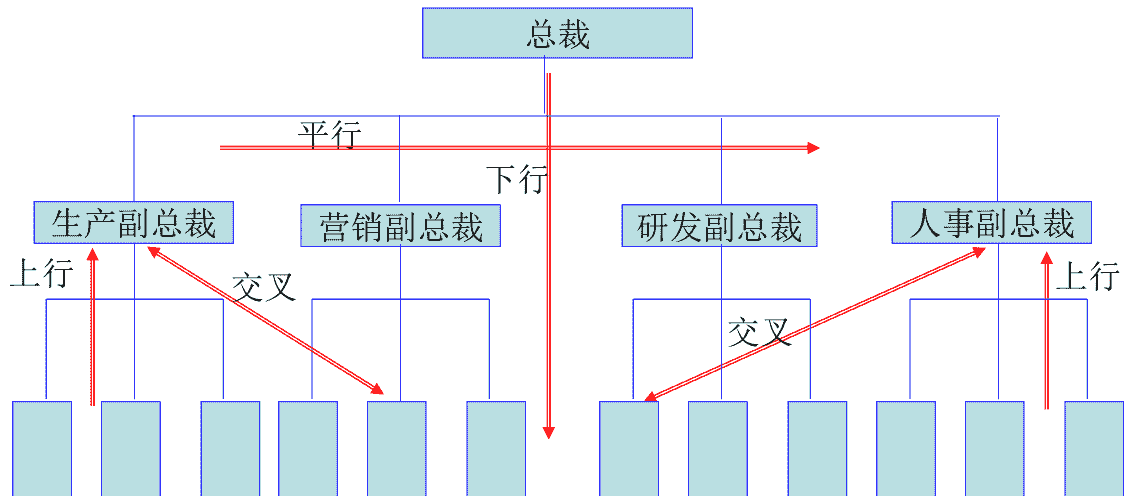 总裁
平行
下行
生产副总裁
营销副总裁
研发副总裁
人事副总裁
上行
交叉
交叉
上行